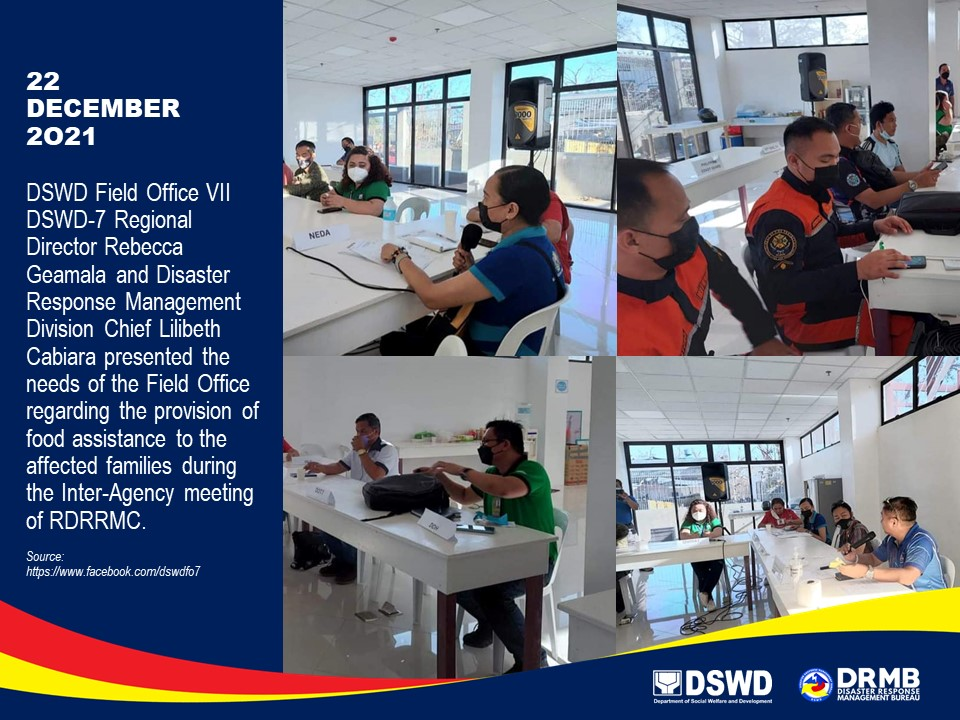 22
DECEMBER
2O21
DSWD Field Office VII
DSWD-7 Regional
Director Rebecca
Geamala and Disaster
Response Management
Division Chief Lilibeth
Cabiara presented the
needs of the Field Office
regarding the provision of
food assistance to the
affected families during
the Inter-Agency meeting
of RDRRMC.
Source:
https://www.facebook.com/dswdfo7
NEDA
DOH
DSWD
Department of Social Welfare and Development
DRMB
DISASTER RESPONSE
MANAGEMENT BUREAU